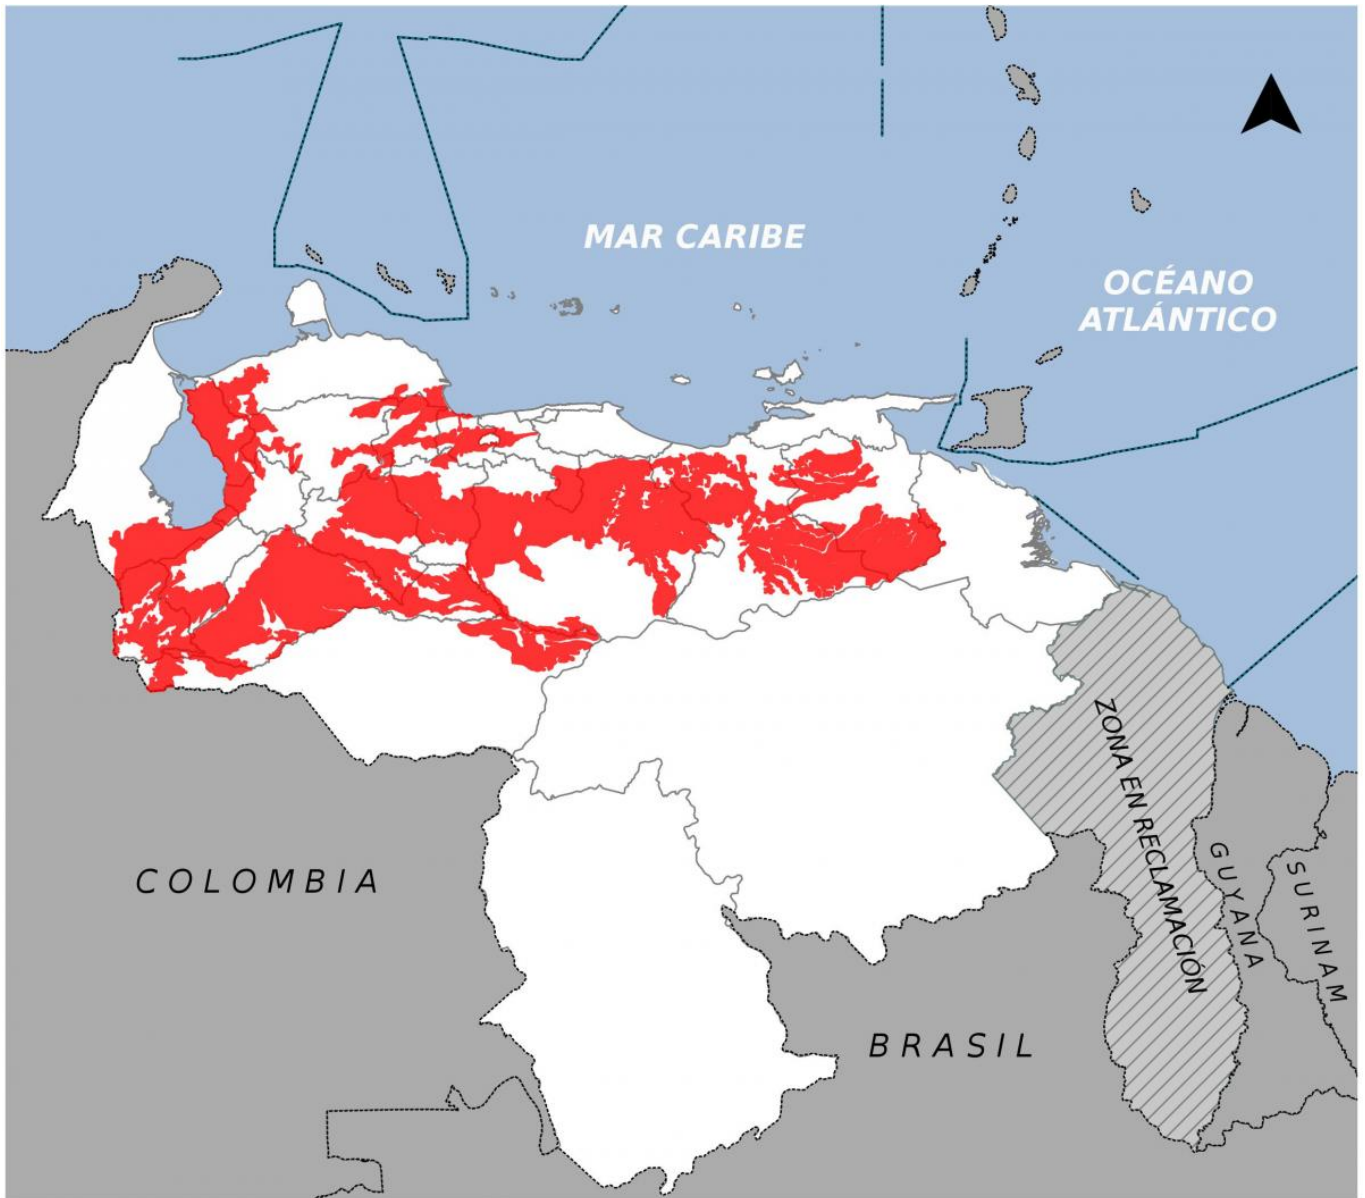 MAR CARIBE
OCÉANO
ATLÁNTICO
ZONA EN RECLAMACIÓN
COLOMBIA
GUYANA
SURINAM
BRASIL